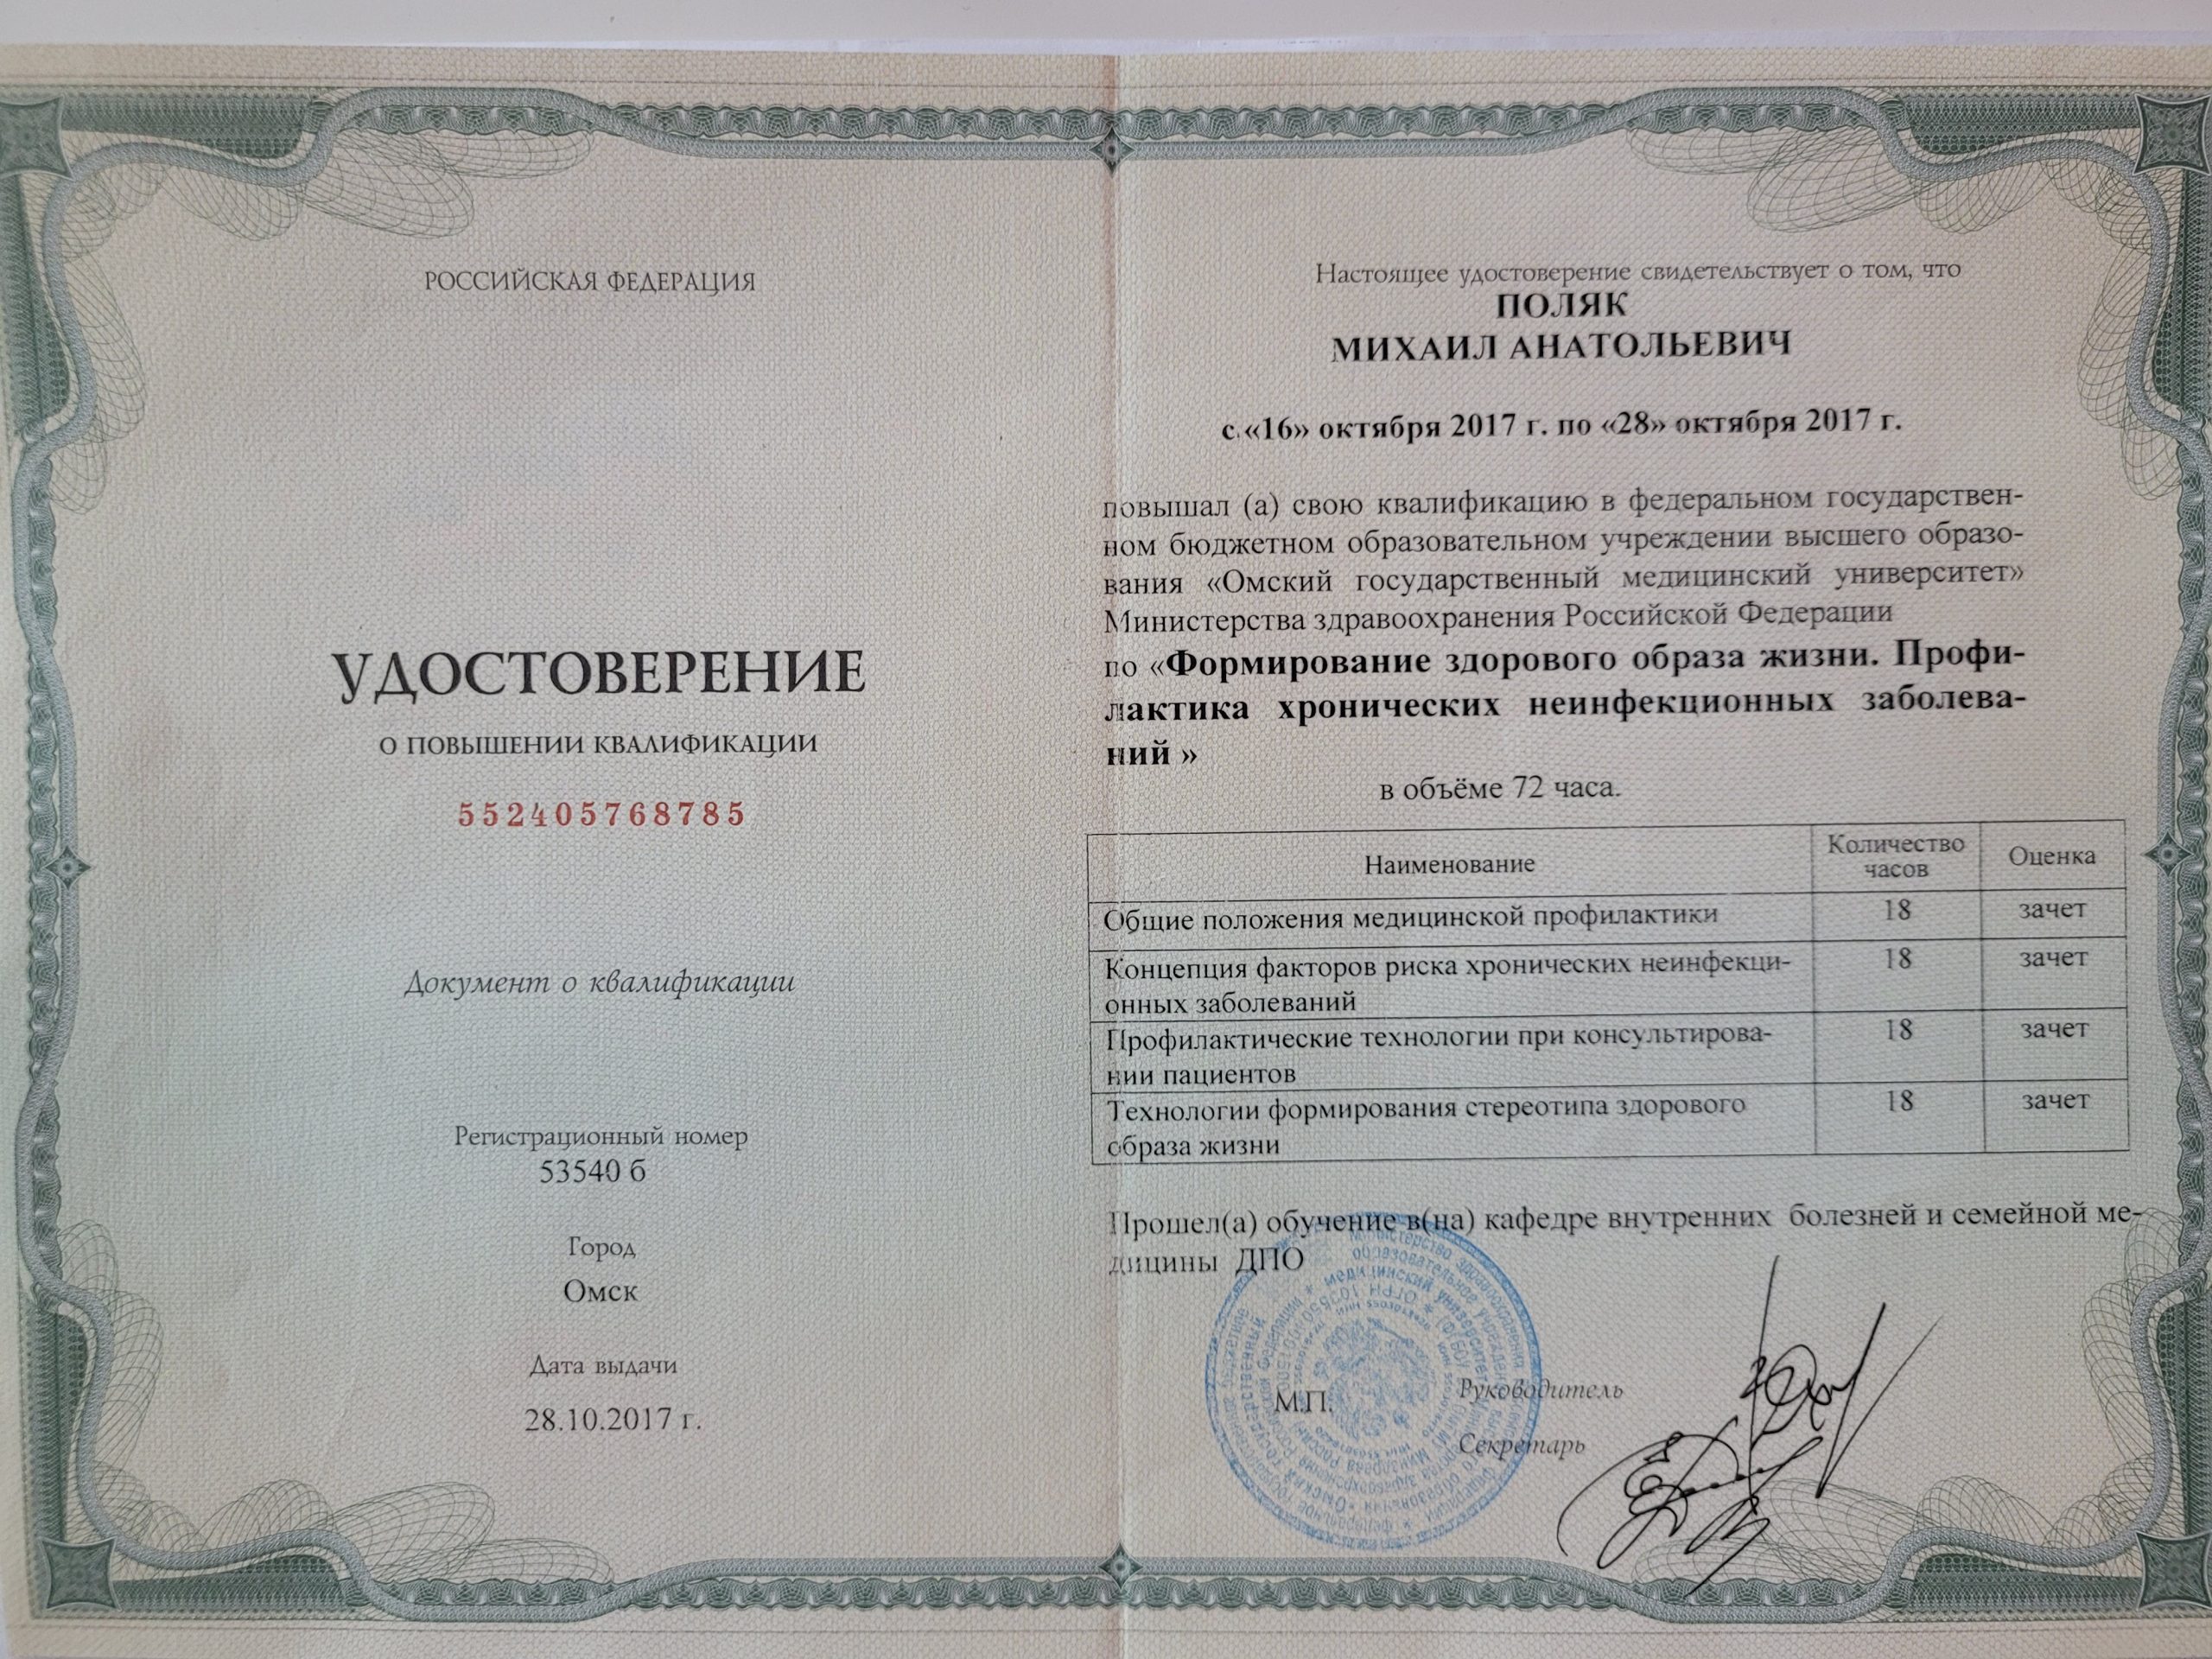 РОССИЙСКАЯ ФЕДЕРАЦИЯ
УДОСТОВЕРЕНИЕ
О ПОВЫШЕНИИ КВАЛИФИКАЦИИ
552405768785
Документ о квалификации
Регистрационный номер
53540 б
Город
Омск
Дата выдачи
28.10.2017 г.
Настоящее удостоверение свидетельствует о том, что
ПОЛЯК
МИХАИЛ АНАТОЛЬЕВИЧ
с «16» октября 2017 г. по «28» октября 2017 г.
повышал (а) свою квалификацию в федеральном государствен-
ном бюджетном образовательном учреждении высшего образо-
вания «Омский государственный медицинский университет»
Министерства здравоохранения Российской Федерации
по «Формирование здорового образа жизни. Профи-
лактика хронических неинфекционных заболева-
ний »
в объёме 72 часа.
Наименование Количество часов Оценка
Общие положения медицинской профилактики 18 зачет
Концепция факторов риска хронических неинфекци- 18 зачет
онных заболеваний
Профилактические технологии при консультирова- 18 зачет
нии пациентов
Технологии формирования стереотипа здорового 18 зачет
образа жизни
Прошел(а) обучение в(на) кафедре внутренних болезней и семейной ме-
дицины ДПО
М.П.
Руководитель
Секретарь